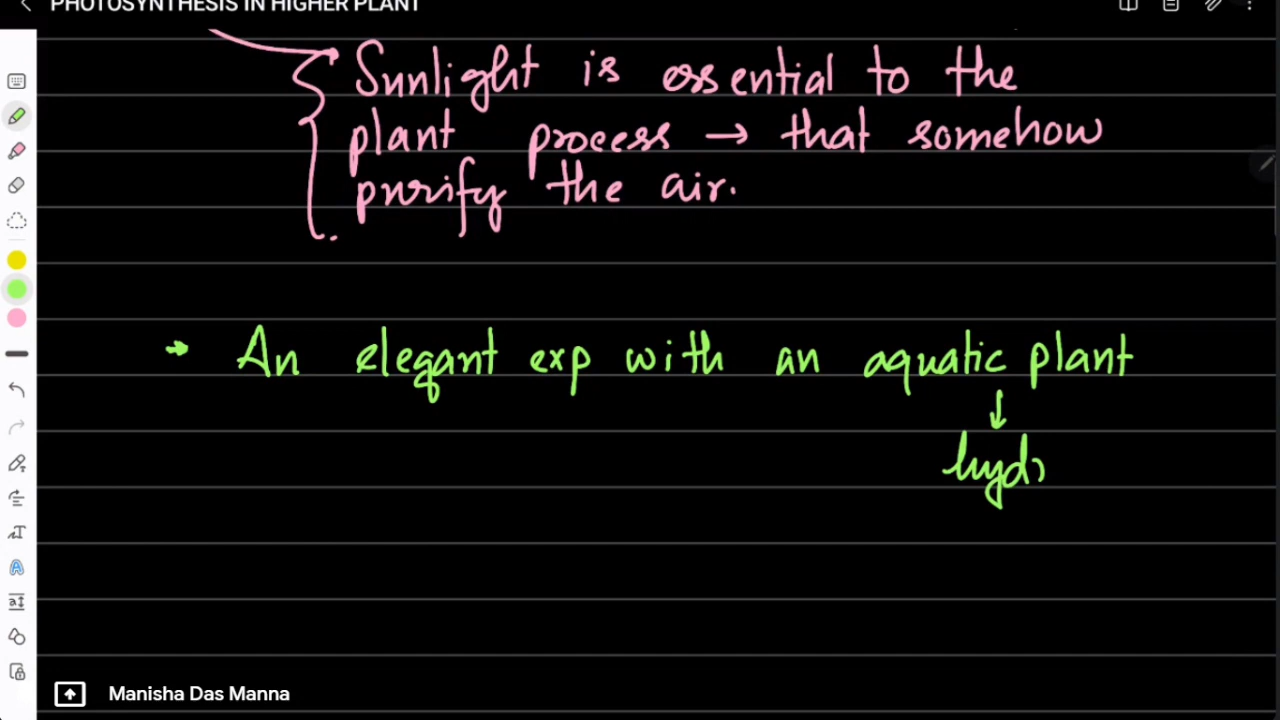 PHOTOSYNTHESIS IN HIGHER PLANT
Sunlight is essential to the
plant process → that somehow
purify the air.
→ An elegant exp with an aquatic plant
↓
hydr
Manisha Das Manna